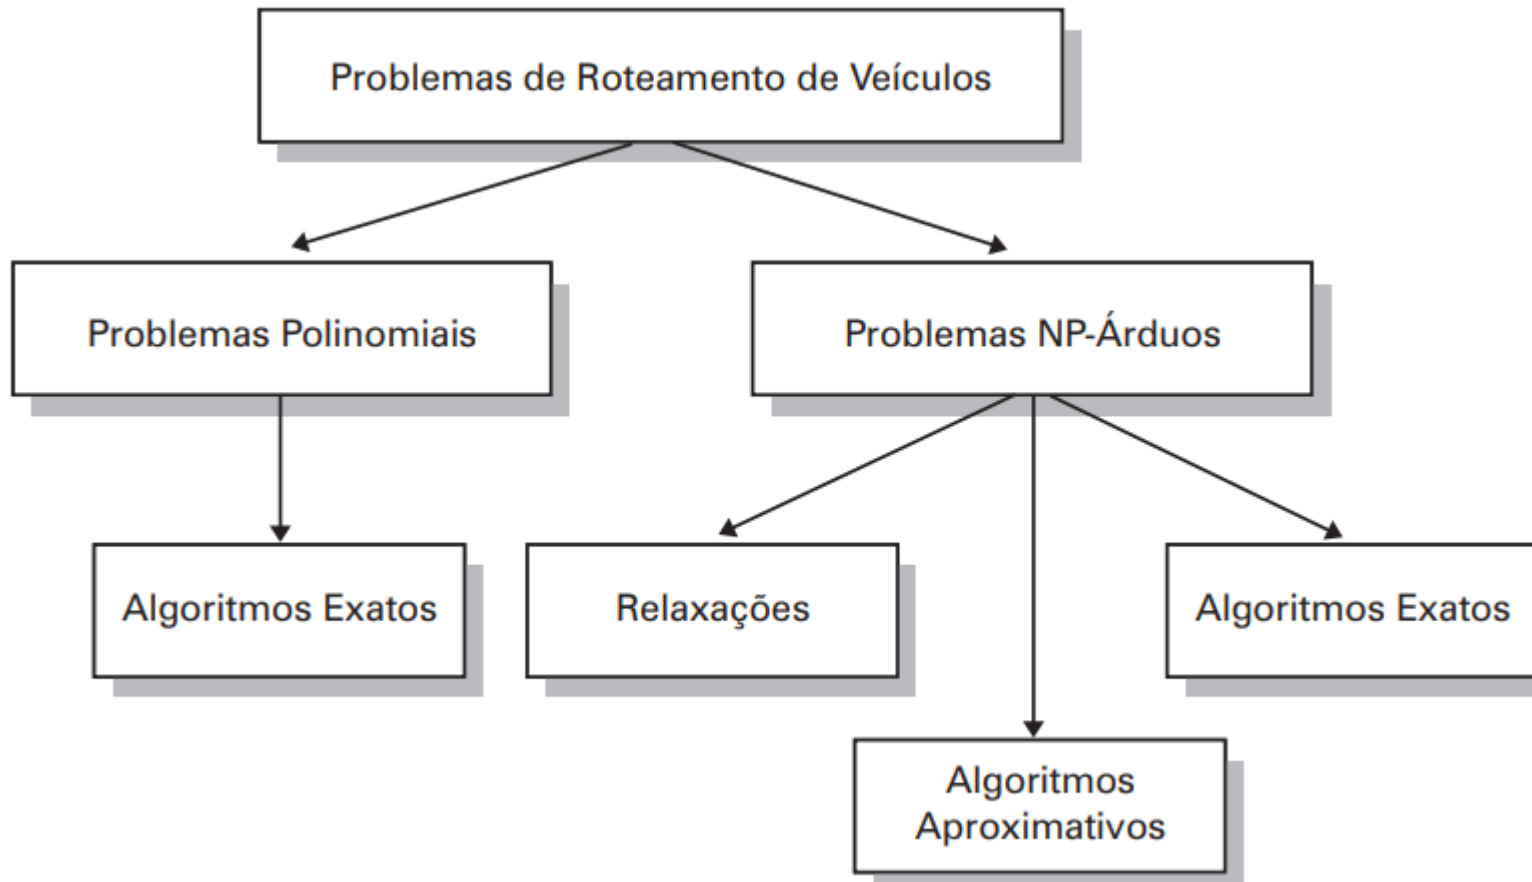 Problemas de Roteamento de Veículos
Problemas Polinomiais
Problemas NP-Árduos
Algoritmos Exatos
Relaxações
Algoritmos Exatos
Algoritmos
Aproximativos